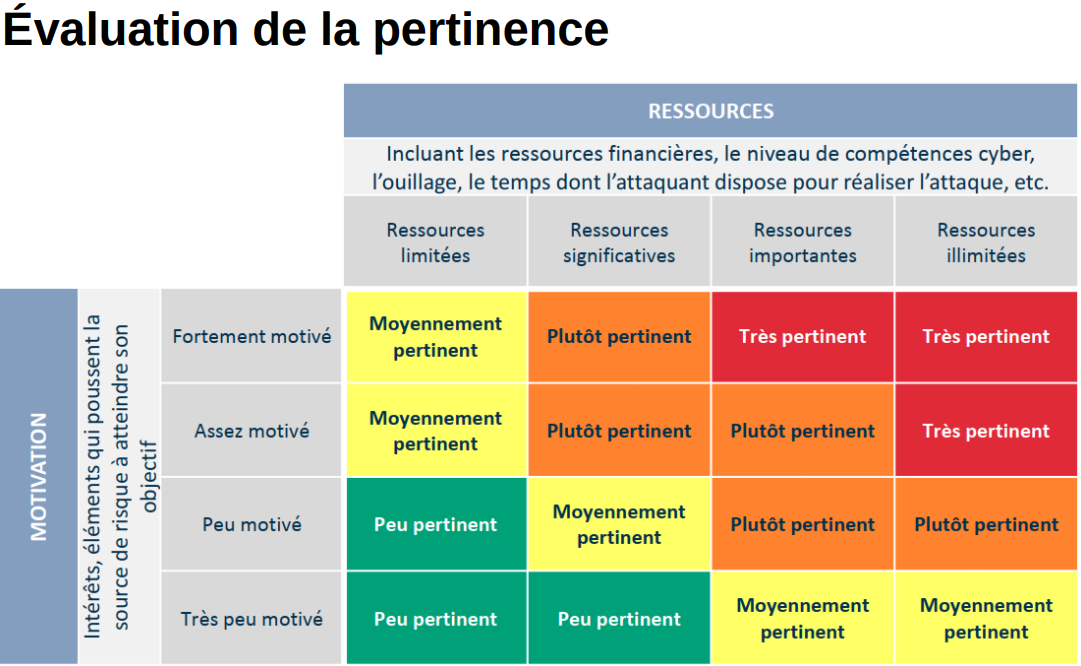 Évaluation de la pertinence
RESSOURCES
Incluant les ressources financières, le niveau de compétences cyber,
l’ouillage, le temps dont l’attaquant dispose pour réaliser l’attaque, etc.
Ressources
limitées
Ressources
significatives
Ressources
importantes
Ressources
illimitées
MOTIVATION
Intérêts, éléments qui poussent la
source de risque à atteindre son
objectif
Fortement motivé
Moyennement
pertinent
Plutôt pertinent
Très pertinent
Très pertinent
Assez motivé
Moyennement
pertinent
Plutôt pertinent
Plutôt pertinent
Très pertinent
Peu motivé
Peu pertinent
Moyennement
pertinent
Plutôt pertinent
Plutôt pertinent
Très peu motivé
Peu pertinent
Peu pertinent
Moyennement
pertinent
Moyennement
pertinent